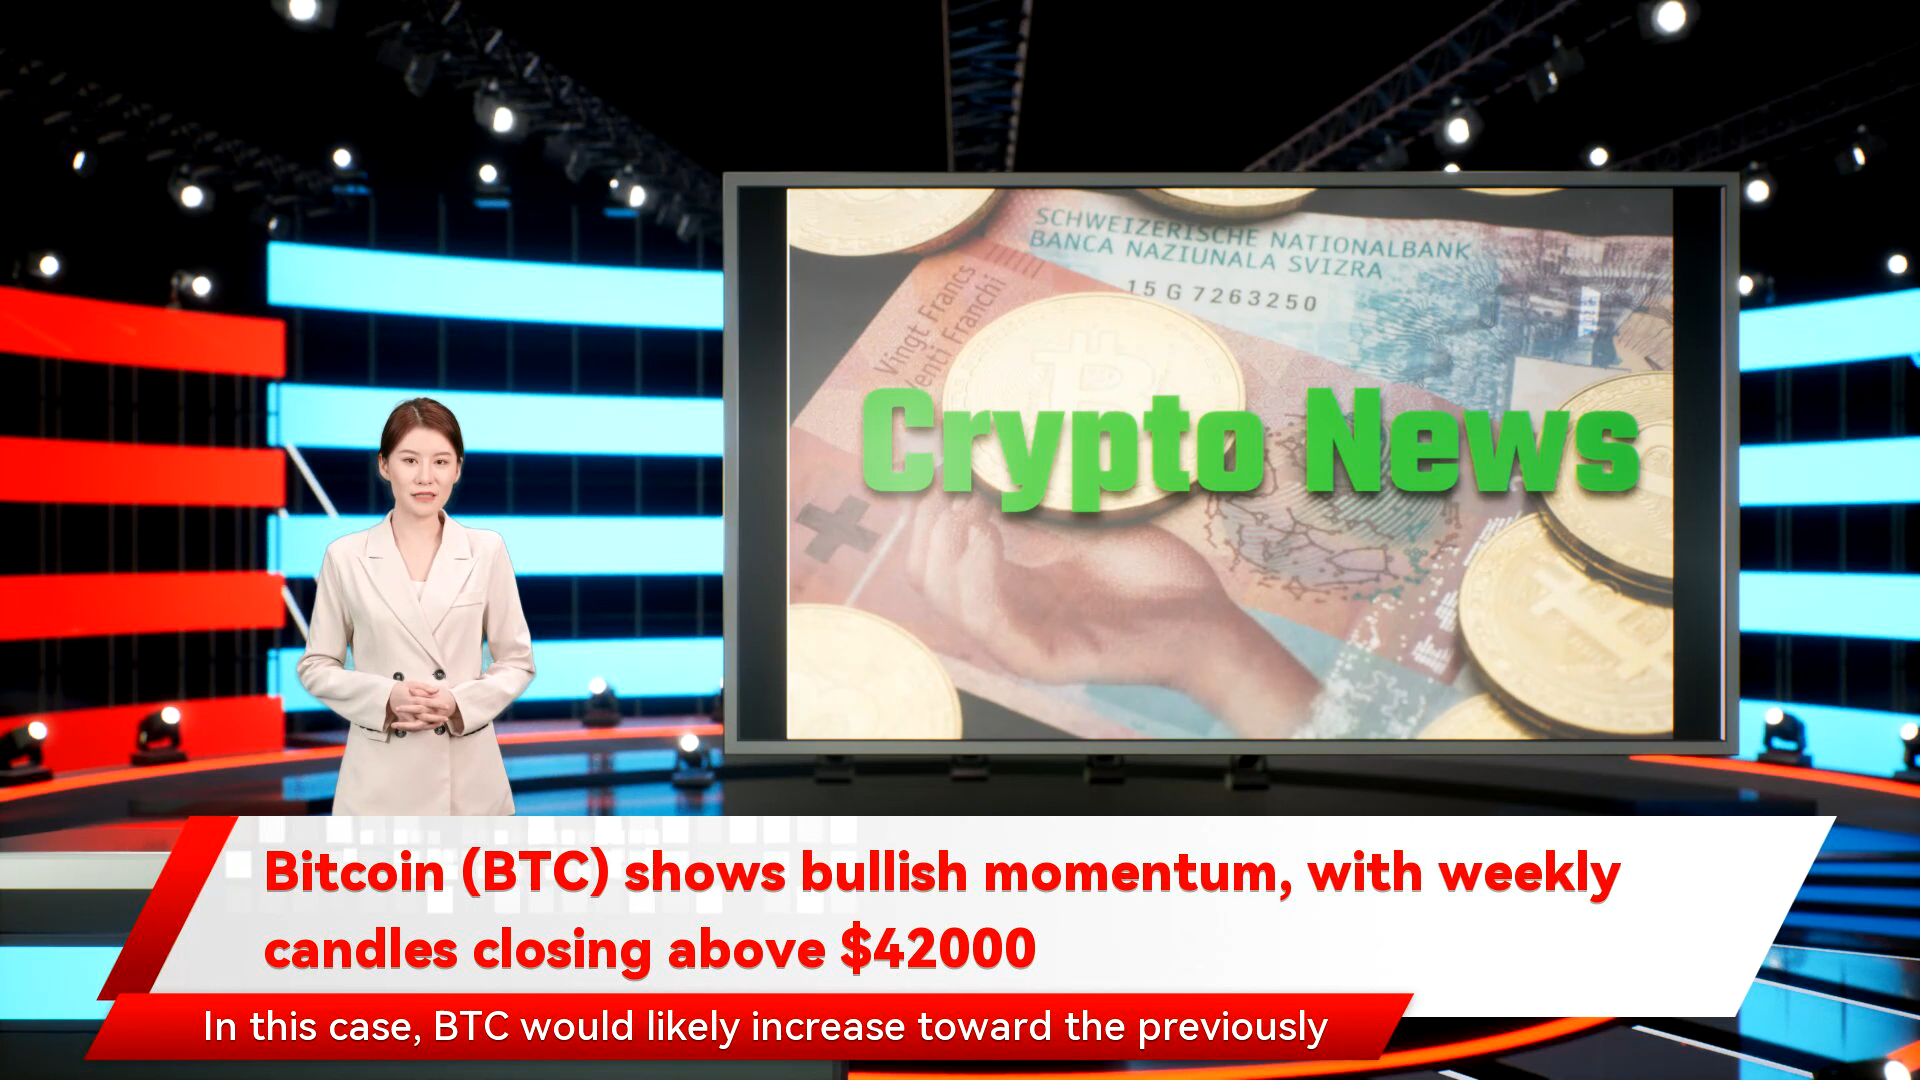 SCHWEIZERISCHE NATIONALBANK
BANCA NAZIUNALA SVIZRA
15 G 7263250
Vingt Francs
Venti Franchi
Crypto News
Bitcoin (BTC) shows bullish momentum, with weekly
candles closing above $42000
In this case, BTC would likely increase toward the previously